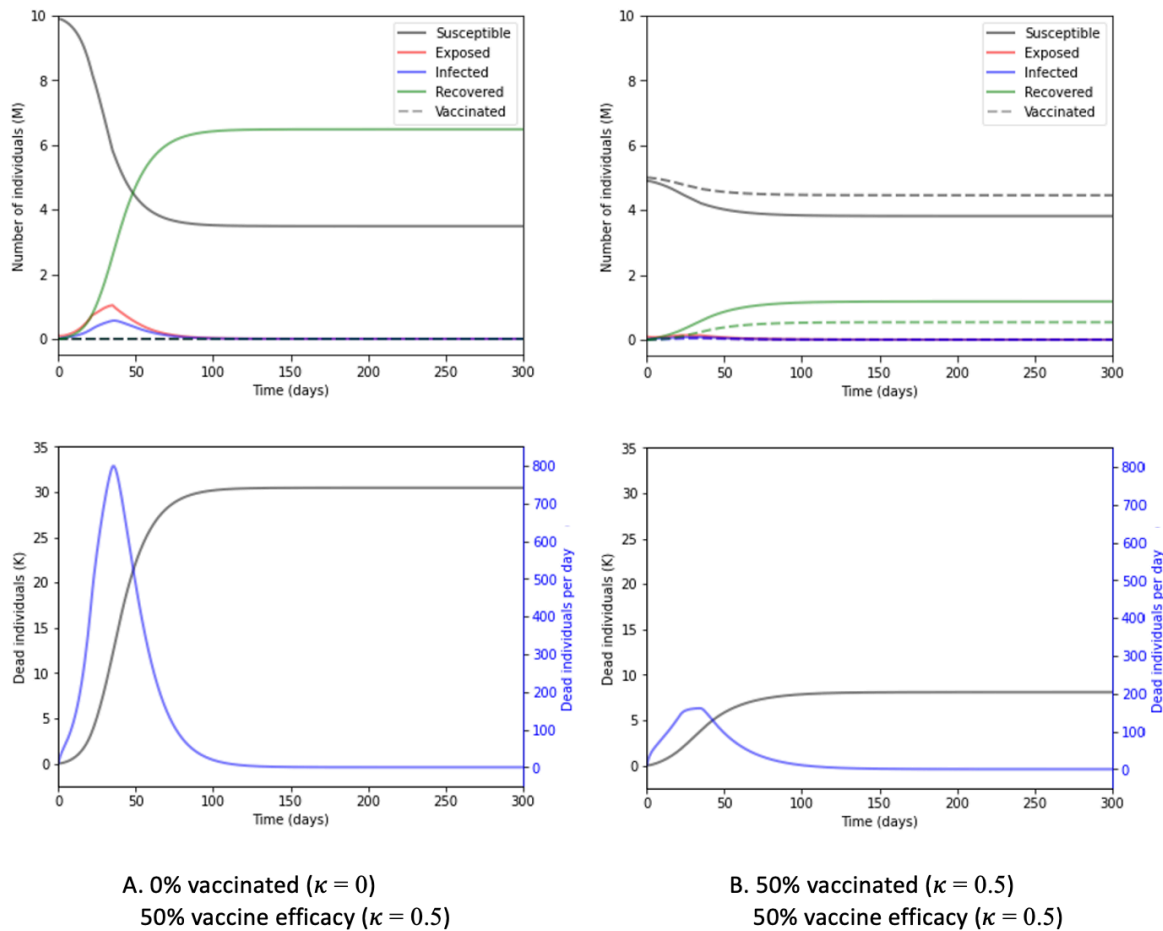 10
8
6
4
2
0
Number of individuals (M)
Susceptible
Exposed
Infected
Recovered
Vaccinated
0 50 100 150 200 250 300
Time (days)
10
8
6
4
2
0
Number of individuals (M)
Susceptible
Exposed
Infected
Recovered
Vaccinated
0 50 100 150 200 250 300
Time (days)
35
30
25
20
15
10
5
0
Dead individuals (K)
800
700
600
500
400
300
200
100
0
Dead individuals per day
0 50 100 150 200 250 300
Time (days)
35
30
25
20
15
10
5
0
Dead individuals (K)
800
700
600
500
400
300
200
100
0
Dead individuals per day
0 50 100 150 200 250 300
Time (days)
A. 0% vaccinated (κ = 0)
50% vaccine efficacy (κ = 0.5)
B. 50% vaccinated (κ = 0.5)
50% vaccine efficacy (κ = 0.5)